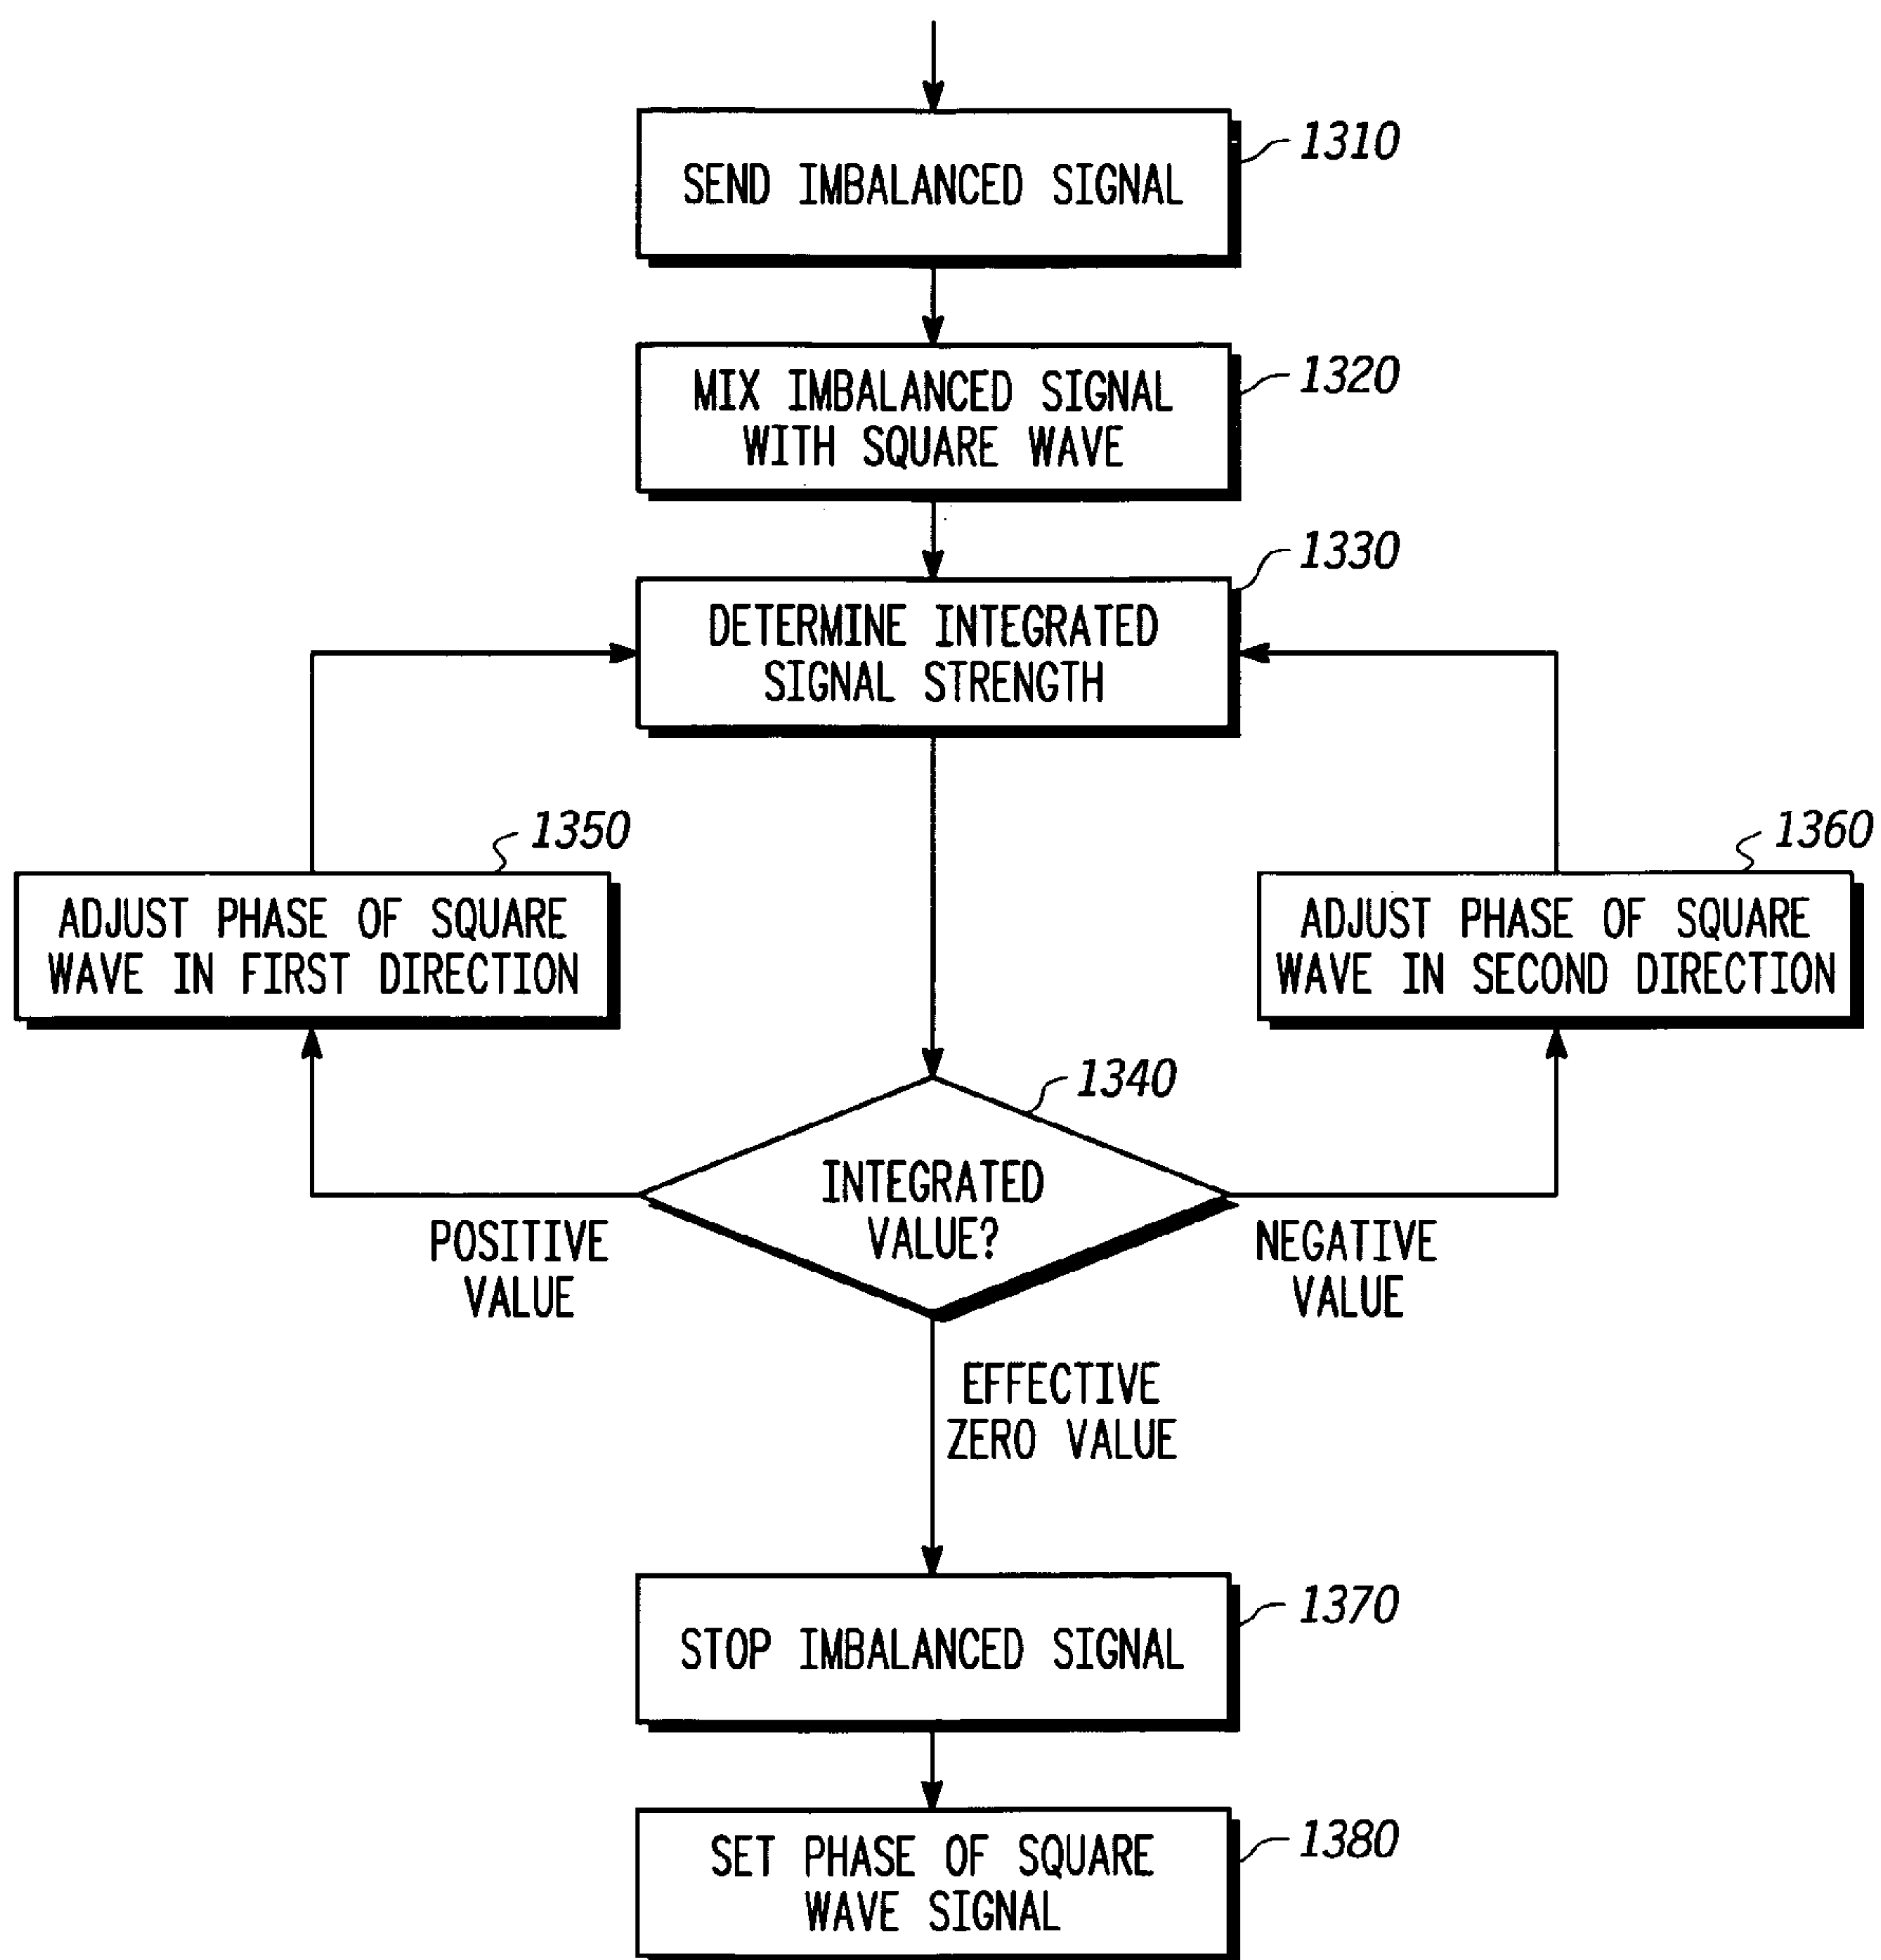 1310
SEND IMBALANCED SIGNAL
1320
MIX IMBALANCED SIGNAL
WITH SQUARE WAVE
1330
DETERMINE INTEGRATED
SIGNAL STRENGTH
1350
ADJUST PHASE OF SQUARE
WAVE IN FIRST DIRECTION
1360
ADJUST PHASE OF SQUARE
WAVE IN SECOND DIRECTION
1340
INTEGRATED
VALUE?
POSITIVE
VALUE
NEGATIVE
VALUE
EFFECTIVE
ZERO VALUE
1370
STOP IMBALANCED SIGNAL
1380
SET PHASE OF SQUARE
WAVE SIGNAL